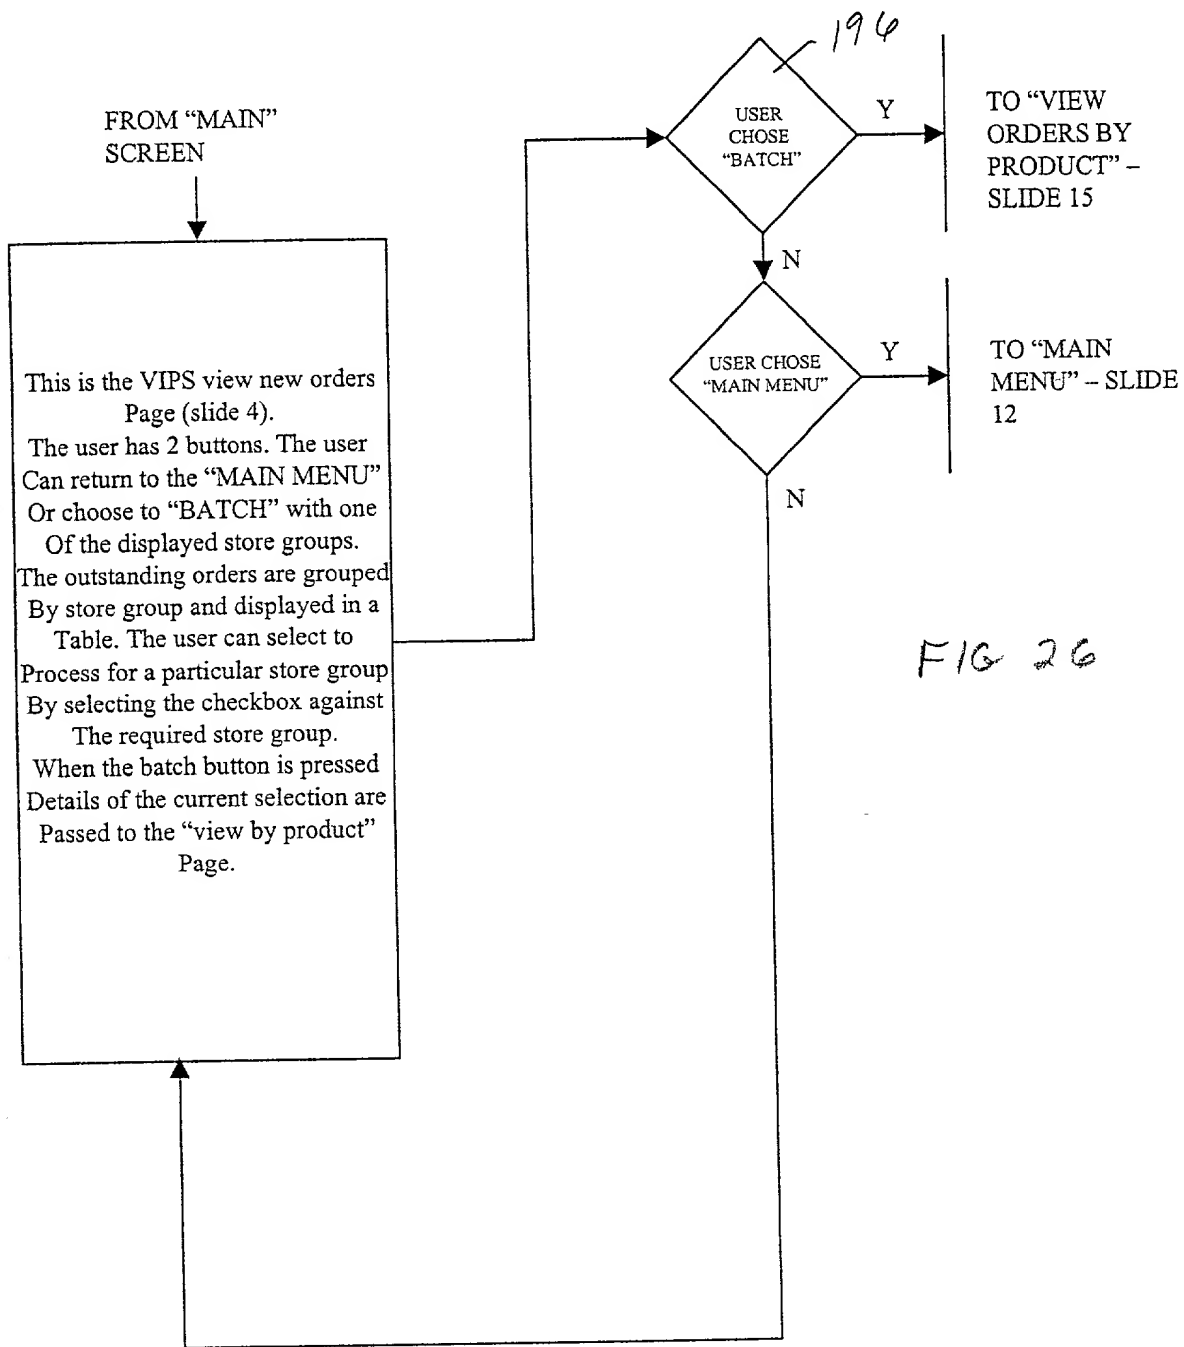 FROM “MAIN”
SCREEN
This is the VIPS view new orders
Page (slide 4).
The user has 2 buttons. The user
Can return to the “MAIN MENU”
Or choose to “BATCH” with one
Of the displayed store groups.
The outstanding orders are grouped
By store group and displayed in a
Table. The user can select to
Process for a particular store group
By selecting the checkbox against
The required store group.
When the batch button is pressed
Details of the current selection are
Passed to the “view by product”
Page.
196
USER
CHOSE
“BATCH”
Y
TO “VIEW
ORDERS BY
PRODUCT” –
SLIDE 15
N
USER CHOSE
“MAIN MENU”
Y
TO “MAIN
MENU” – SLIDE
12
N
FIG 26